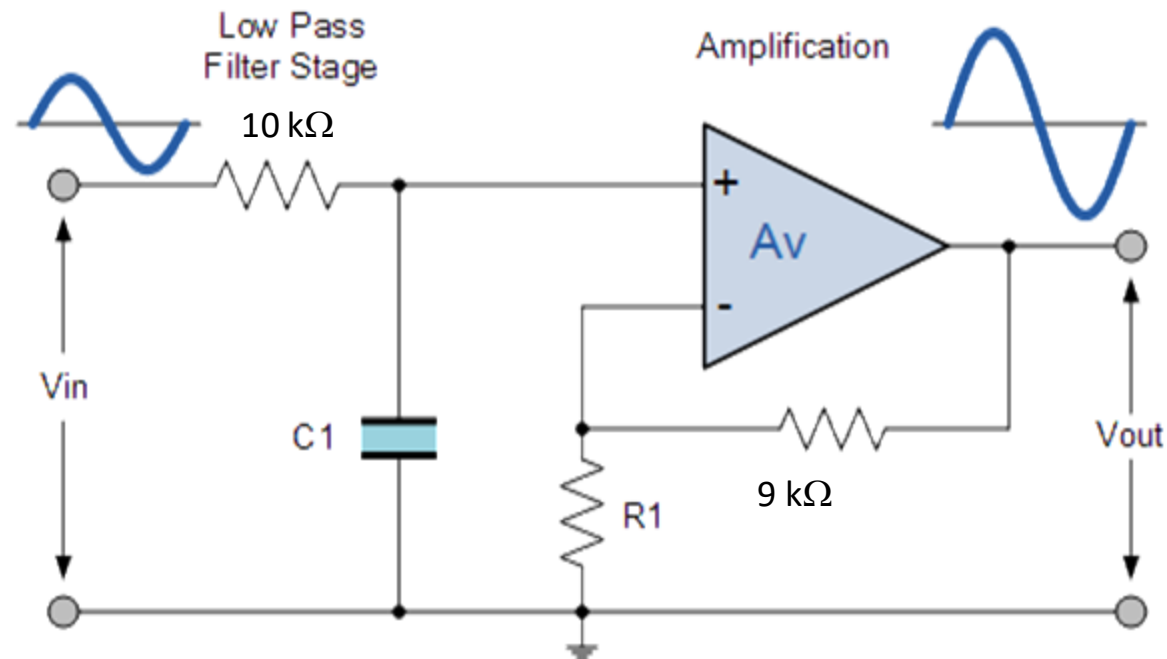 Low Pass
Filter Stage
Amplification
10 kΩ
+
Av
-
Vin
C1
Vout
9 kΩ
R1